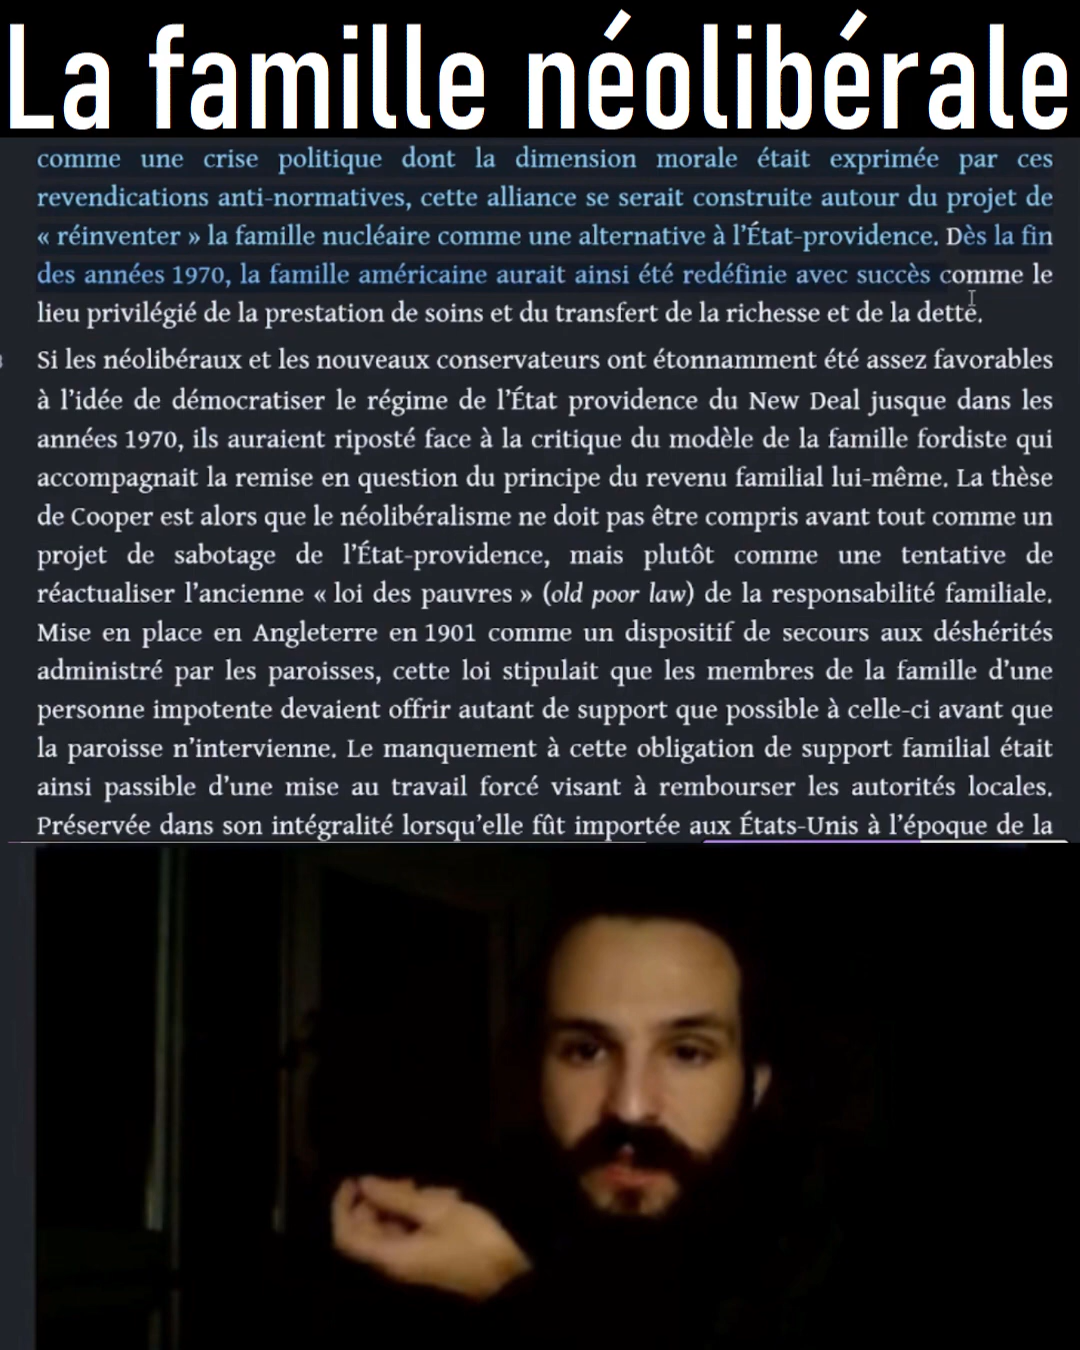 La famille néolibérale
comme une crise politique dont la dimension morale était exprimée par ces
revendications anti-normatives, cette alliance se serait construite autour du projet de
« réinventer » la famille nucléaire comme une alternative à l'État-providence. Dès la fin
des années 1970, la famille américaine aurait ainsi été redéfinie avec succès comme le
lieu privilégié de la prestation de soins et du transfert de la richesse et de la dette.
Si les néolibéraux et les nouveaux conservateurs ont étonnamment été assez favorables
à l'idée de démocratiser le régime de l'État providence du New Deal jusque dans les
années 1970, ils auraient riposté face à la critique du modèle de la famille fordiste qui
accompagnait la remise en question du principe du revenu familial lui-même. La thèse
de Cooper est alors que le néolibéralisme ne doit pas être compris avant tout comme un
projet de sabotage de l'État-providence, mais plutôt comme une tentative de
réactualiser l'ancienne « loi des pauvres » (old poor law) de la responsabilité familiale.
Mise en place en Angleterre en 1901 comme un dispositif de secours aux déshérités
administré par les paroisses, cette loi stipulait que les membres de la famille d'une
personne impotente devaient offrir autant de support que possible à celle-ci avant que
la paroisse n'intervienne. Le manquement à cette obligation de support familial était
ainsi passible d'une mise au travail forcé visant à rembourser les autorités locales.
Préservée dans son intégralité lorsqu'elle fût importée aux États-Unis à l'époque de la